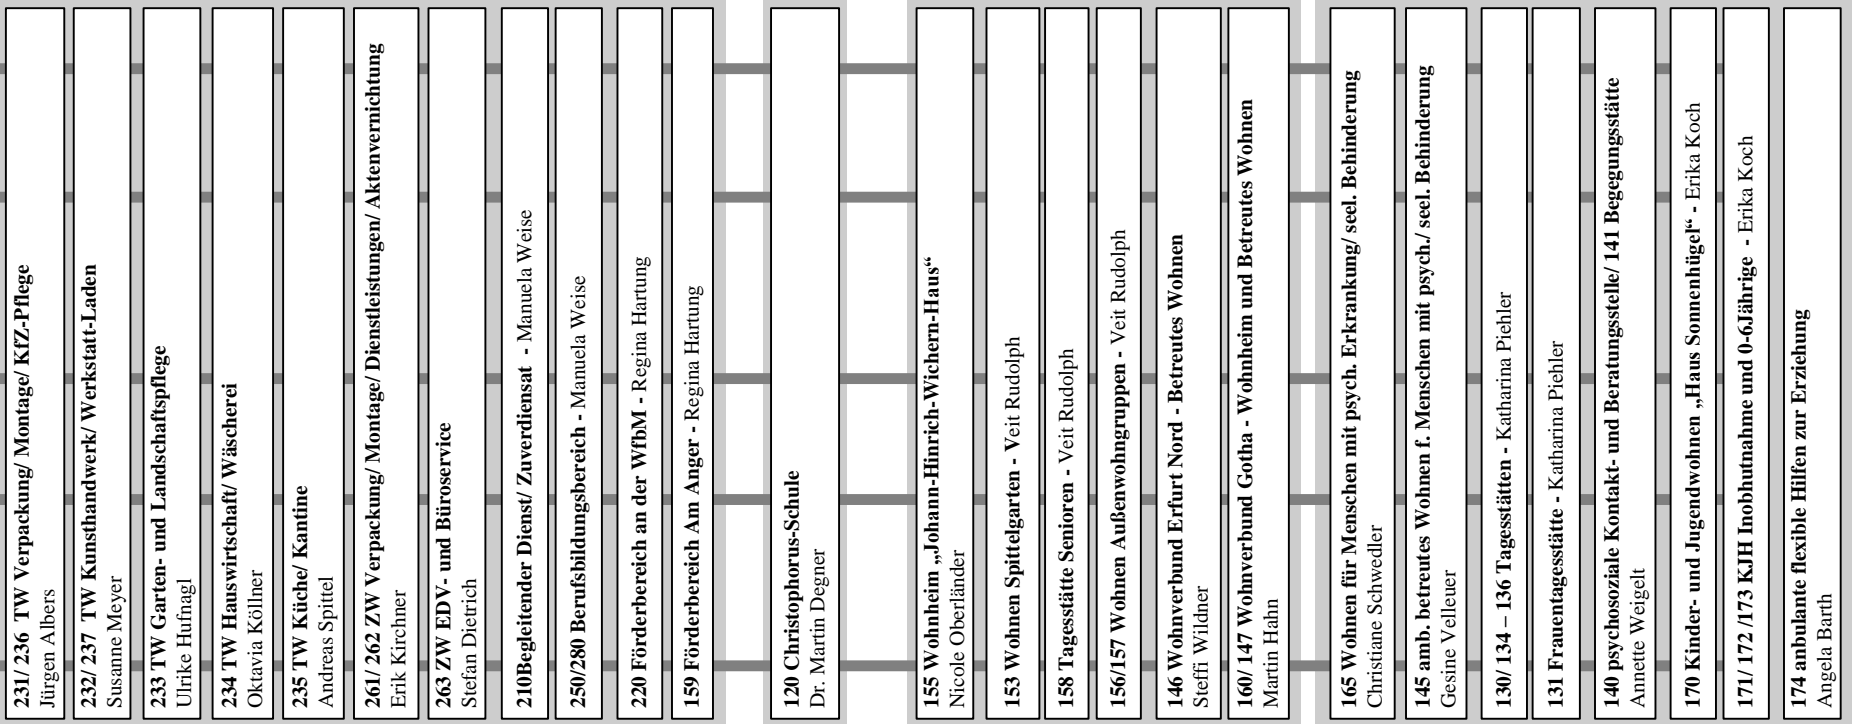 231/ 236  TW Verpackung/ Montage/ KfZ-Pflege
Jürgen Albers
232/ 237  TW Kunsthandwerk/ Werkstatt-Laden
Susanne Meyer
233 TW Garten- und Landschaftspflege
Ulrike Hufnagl
234 TW Hauswirtschaft/ Wäscherei
Oktavia Köllner
235 TW Küche/ Kantine
Andreas Spittel
261/ 262 ZW Verpackung/ Montage/ Dienstleistungen/ Aktenvernichtung
Erik Kirchner
263 ZW EDV- und Büroservice
Stefan Dietrich
210Begleitender Dienst/ Zuverdiensat  - Manuela Weise
250/280 Berufsbildungsbereich - Manuela Weise
220 Förderbereich an der WfbM - Regina Hartung
159 Förderbereich Am Anger - Regina Hartung
120 Christophorus-Schule
Dr. Martin Degner
155 Wohnheim „Johann-Hinrich-Wichern-Haus“
Nicole Oberländer
153 Wohnen Spittelgarten - Veit Rudolph
158 Tagesstätte Senioren - Veit Rudolph
156/157 Wohnen Außenwohngruppen - Veit Rudolph
146 Wohnverbund Erfurt Nord - Betreutes Wohnen
Steffi Wildner
160/ 147 Wohnverbund Gotha - Wohnheim und Betreutes Wohnen
Martin Hahn
165 Wohnen für Menschen mit psych. Erkrankung/ seel. Behinderung
Christiane Schwedler
145 amb. betreutes Wohnen f. Menschen mit psych./ seel. Behinderung
Gesine Velleuer
130/ 134 – 136 Tagesstätten - Katharina Piehler
131 Frauentagesstätte - Katharina Piehler
140 psychosoziale Kontakt- und Beratungsstelle/ 141 Begegungsstätte
Annette Weigelt
170 Kinder- und Jugendwohnen „Haus Sonnenhügel“ - Erika Koch
171/ 172 /173 KJH Inobhutnahme und 0-6Jährige  - Erika Koch
174 anbulante flexible Hilfen zur Erziehung
Angela Barth